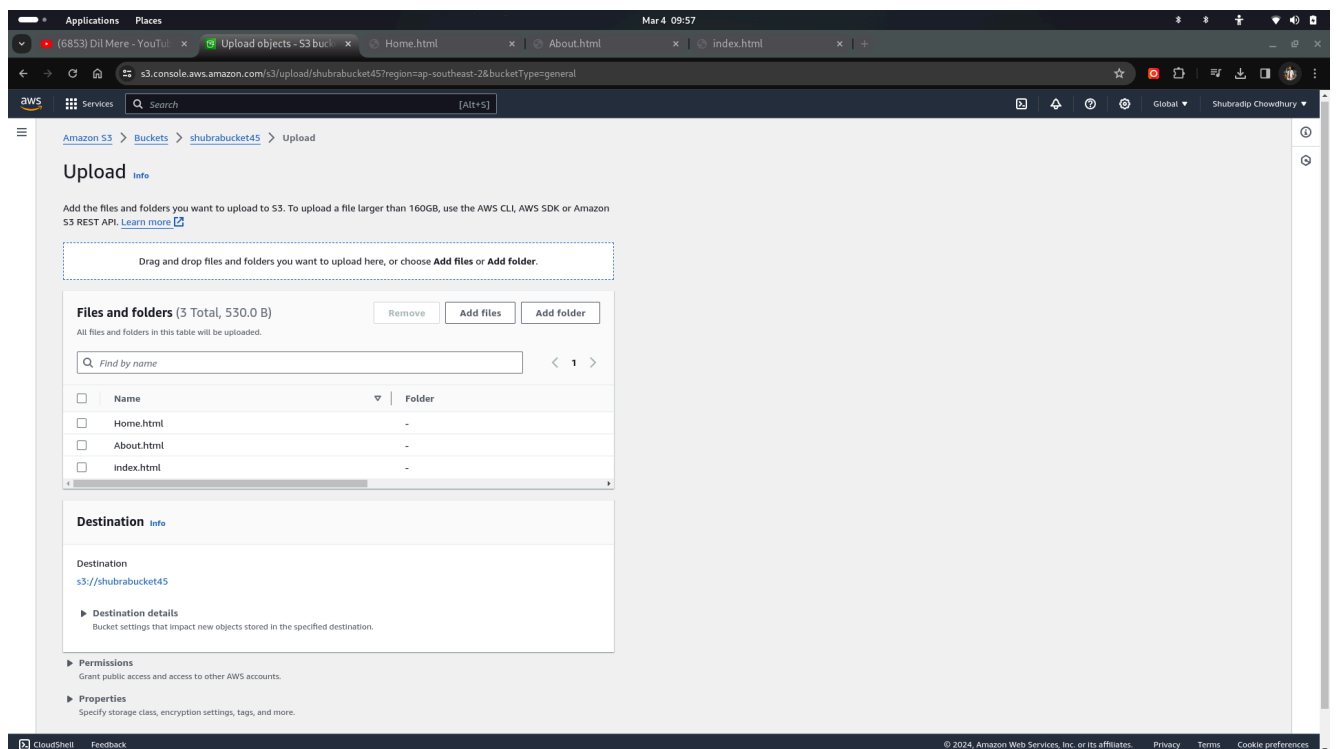 Applications Places Mar 4 09:57
(6853) Dil Mere - YouTub × Upload objects - S3 buck × Home.html × About.html × index.html × +
s3.console.aws.amazon.com/s3/upload/shubrabucket45?region=ap-southeast-2&bucketType=general
aws Services Search [Alt+S] Global ▼ Shubradip Chowdhury ▼
Amazon S3 > Buckets > shubrabucket45 > Upload
Upload Info
Add the files and folders you want to upload to S3. To upload a file larger than 160GB, use the AWS CLI, AWS SDK or Amazon
S3 REST API. Learn more
Drag and drop files and folders you want to upload here, or choose Add files or Add folder.
Files and folders (3 Total, 530.0 B) Remove Add files Add folder
All files and folders in this table will be uploaded.
Find by name < 1 >
Name Folder
Home.html -
About.html -
index.html -
Destination Info
Destination
s3://shubrabucket45
Destination details
Bucket settings that impact new objects stored in the specified destination.
Permissions
Grant public access and access to other AWS accounts.
Properties
Specify storage class, encryption settings, tags, and more.
CloudShell Feedback © 2024, Amazon Web Services, Inc. or its affiliates. Privacy Terms Cookie preferences